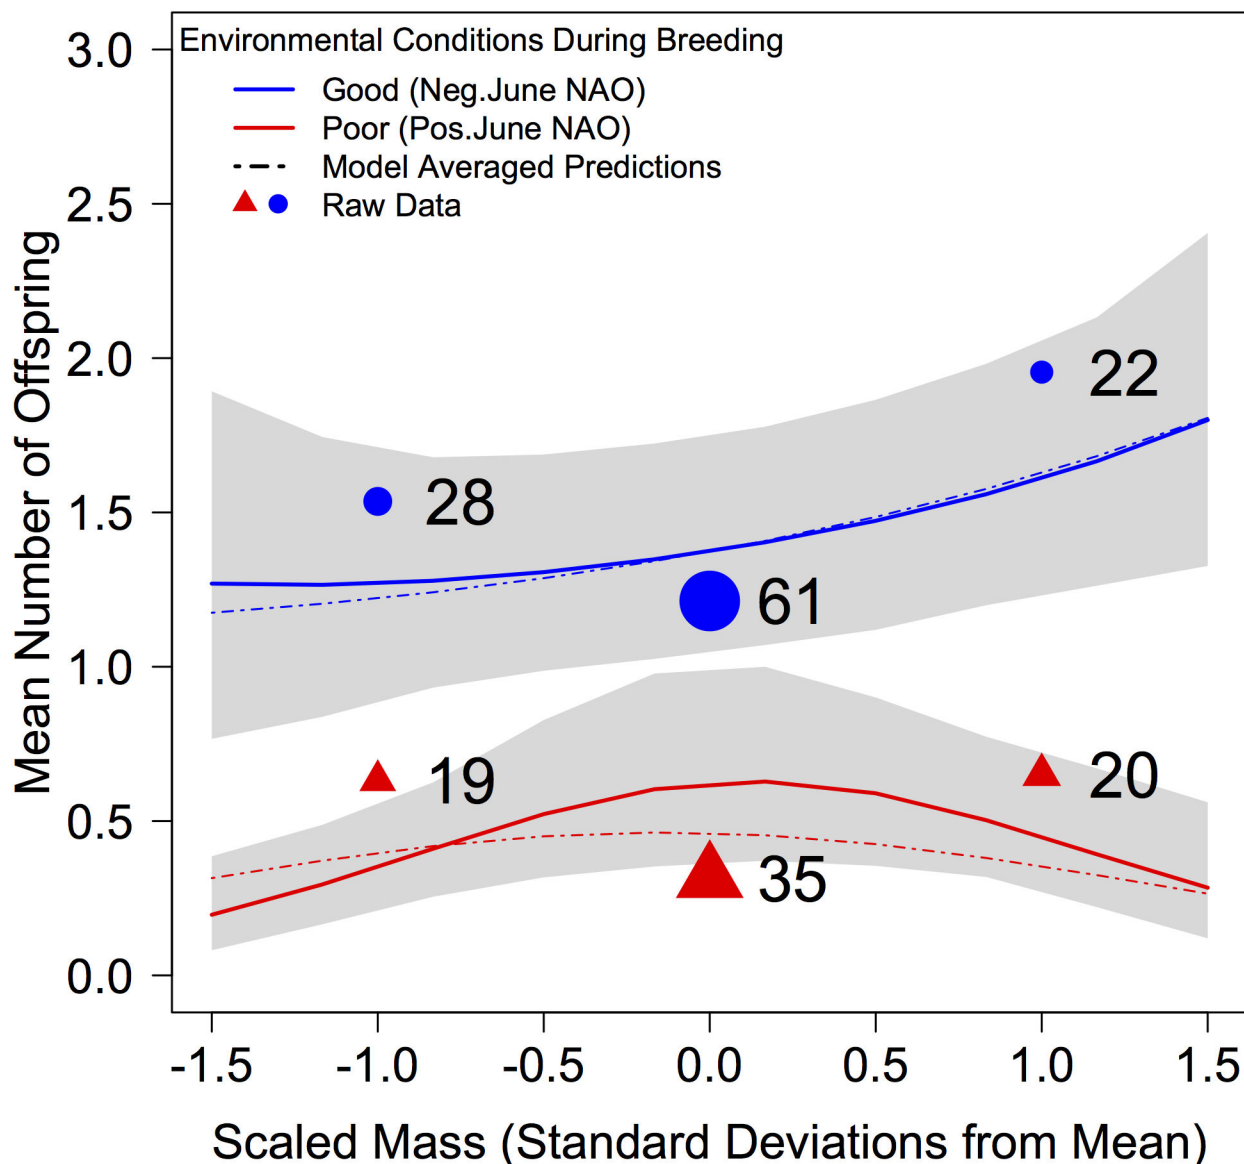 Environmental Conditions During Breeding
Good (Neg.June NAO)
Poor (Pos.June NAO)
Model Averaged Predictions
Raw Data
Mean Number of Offspring
3.0
2.5
2.0
1.5
1.0
0.5
0.0
22
28
61
19
20
35
-1.5 -1.0 -0.5 0.0 0.5 1.0 1.5
Scaled Mass (Standard Deviations from Mean)